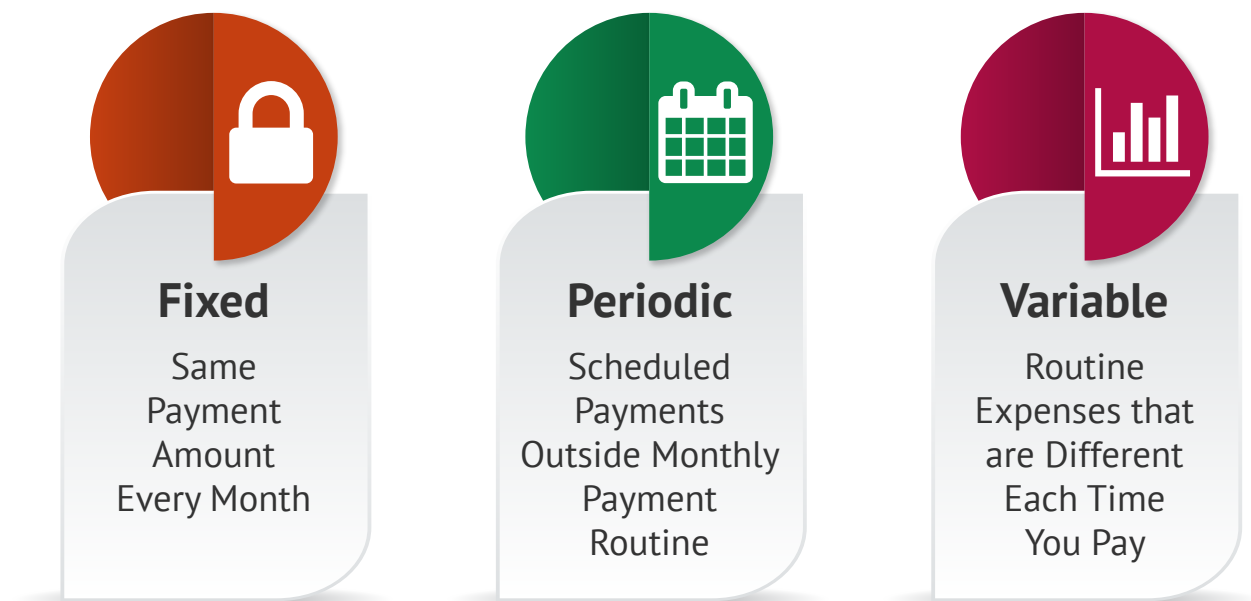 Fixed
Same
Payment
Amount
Every Month
Periodic
Scheduled
Payments
Outside Monthly
Payment
Routine
Variable
Routine
Expenses that
are Different
Each Time
You Pay